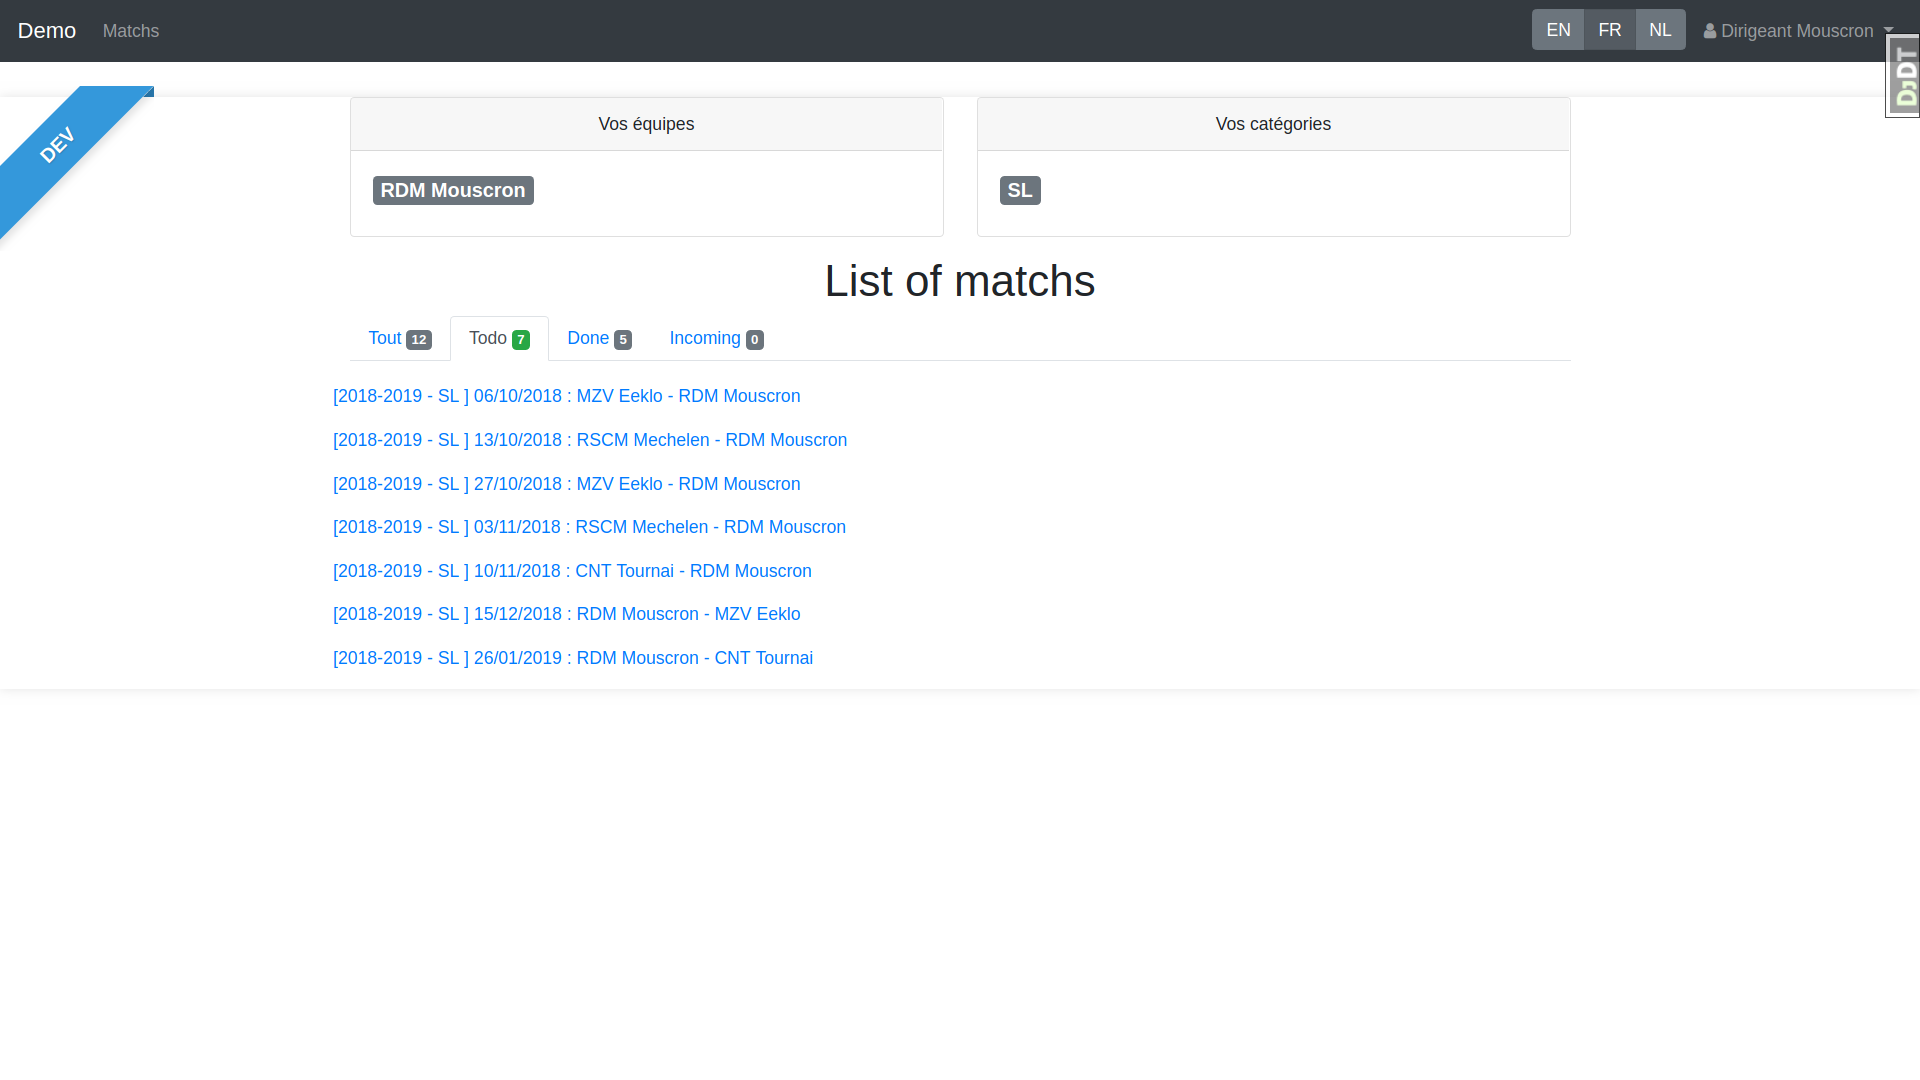 Demo Matchs EN FR NL Dirigeant Mouscron
DJDT
DEV
Vos équipes
RDM Mouscron
Vos catégories
SL
List of matchs
Tout 12 Todo 7 Done 5 Incoming 0
[2018-2019 - SL ] 06/10/2018 : MZV Eeklo - RDM Mouscron
[2018-2019 - SL ] 13/10/2018 : RSCM Mechelen - RDM Mouscron
[2018-2019 - SL ] 27/10/2018 : MZV Eeklo - RDM Mouscron
[2018-2019 - SL ] 03/11/2018 : RSCM Mechelen - RDM Mouscron
[2018-2019 - SL ] 10/11/2018 : CNT Tournai - RDM Mouscron
[2018-2019 - SL ] 15/12/2018 : RDM Mouscron - MZV Eeklo
[2018-2019 - SL ] 26/01/2019 : RDM Mouscron - CNT Tournai